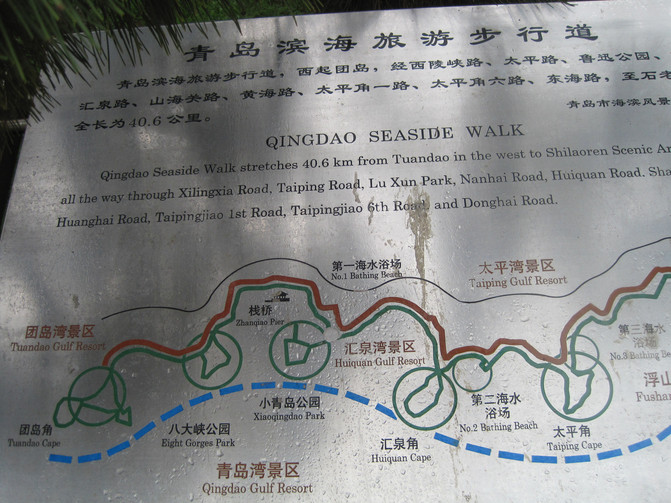 青岛滨海旅游步行道
青岛滨海旅游步行道，西起团岛，经西陵峡路、太平路、鲁迅公园、
汇泉路、山海关路、黄海路、太平角一路、太平角六路、东海路，至石老
全长为40.6公里。
青岛市海滨风景
QINGDAO SEASIDE WALK
Qingdao Seaside Walk stretches 40.6 km from Tuandao in the west to Shilaoren Scenic Ar
all the way through Xilingxia Road, Taiping Road, Lu Xun Park, Nanhai Road, Huiquan Road. Sha
Huanghai Road, Taipingjiao 1st Road, Taipingjiao 6th Road, and Donghai Road.
第一海水浴场
No.1 Bathing Beach
太平湾景区
Taiping Gulf Resort
栈桥
Zhanqiao Pier
团岛湾景区
Tuandao Gulf Resort
汇泉湾景区
Huiquan Gulf Resort
第三海水
浴场
No.3 Bathing Beach
浮山
Fushan
团岛角
Tuandao Cape
八大峡公园
Eight Gorges Park
小青岛公园
Xiaoqingdao Park
汇泉角
Huiquan Cape
第二海水
浴场
No.2 Bathing Beach
太平角
Taiping Cape
青岛湾景区
Qingdao Gulf Resort